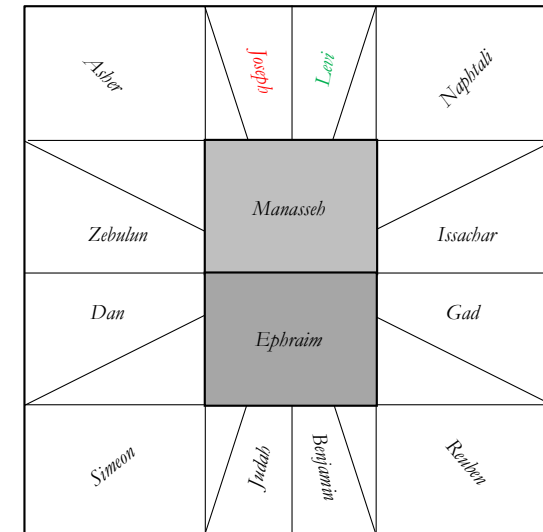 Asher
Joseph
Levi
Naphtali
Manasseh
Zebulun
Issachar
Dan
Gad
Ephraim
Simeon
Judah
Benjamin
Reuben